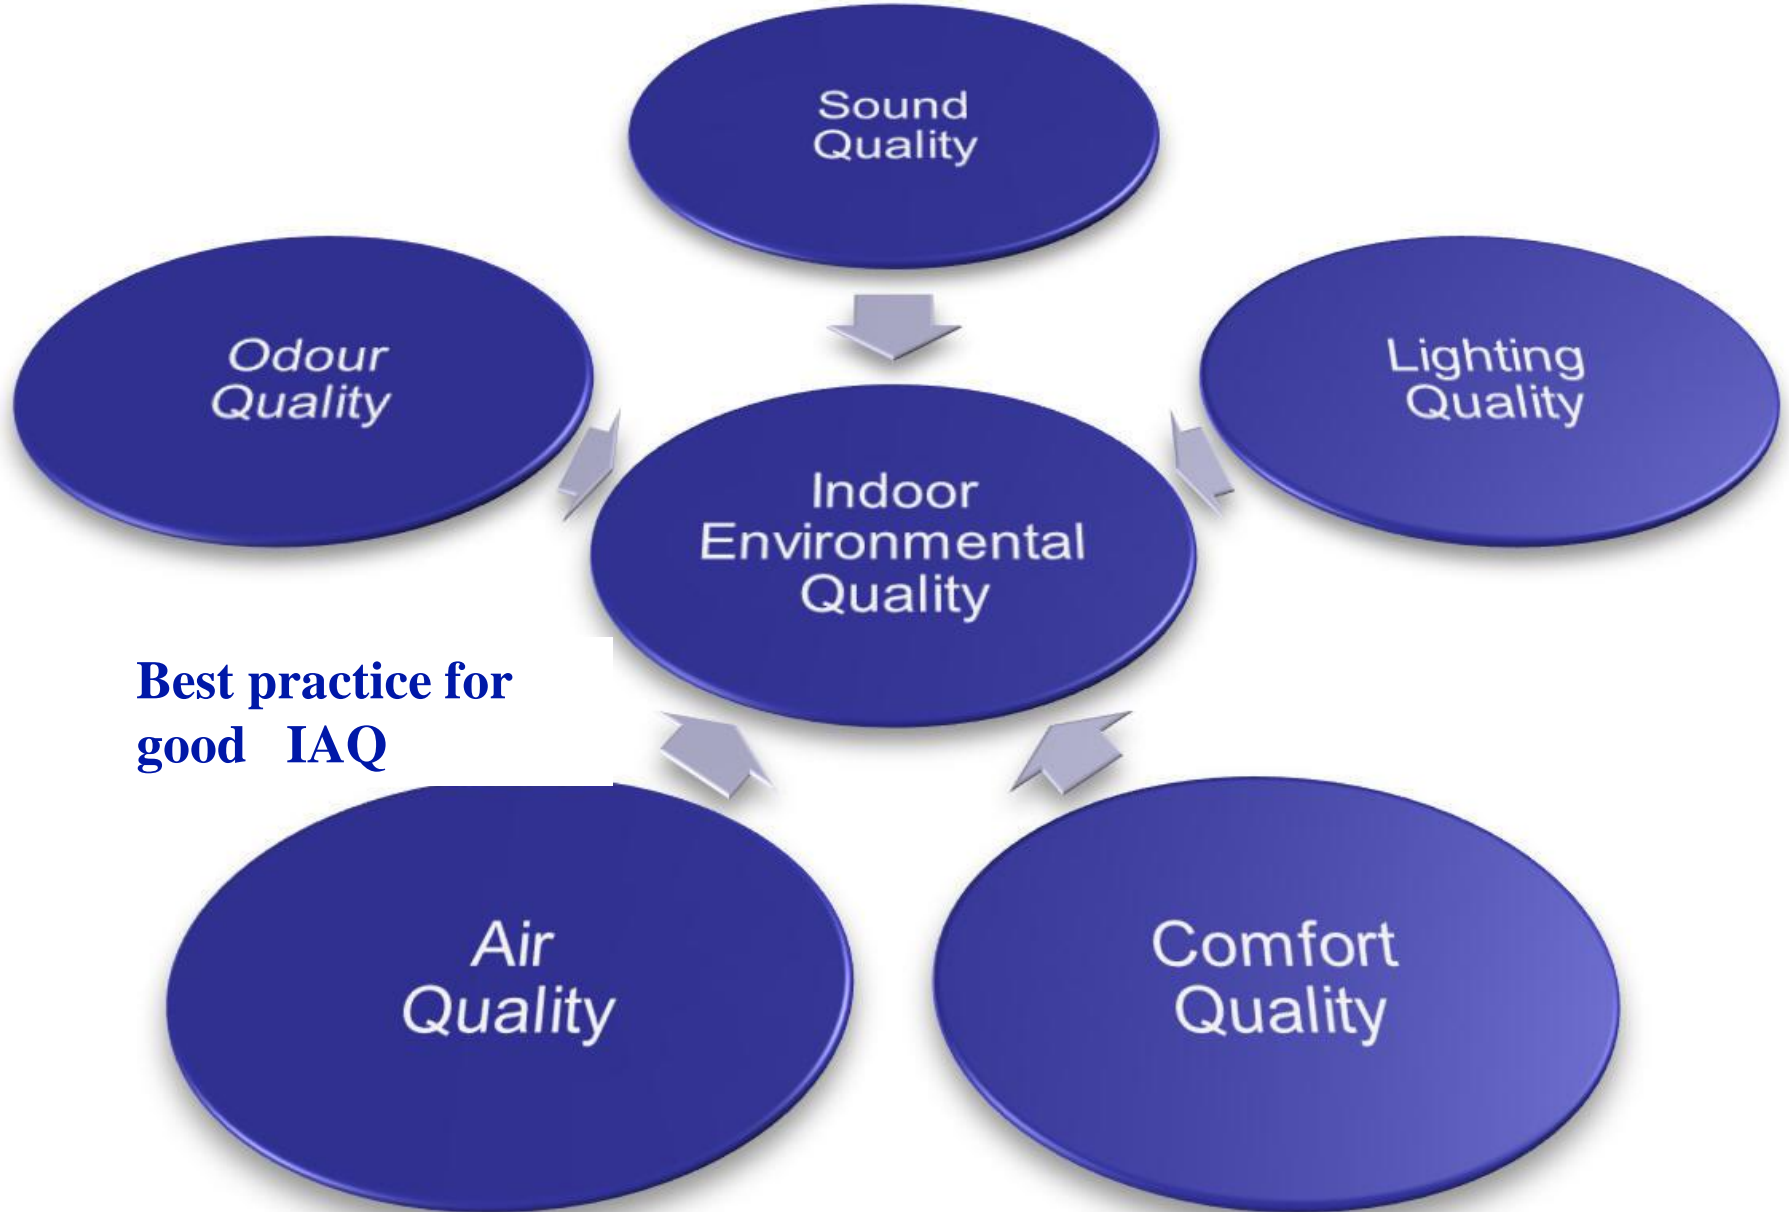 Sound
Quality
Odour
Quality
Lighting
Quality
Indoor
Environmental
Quality
Best practice for
good   IAQ
Air
Quality
Comfort
Quality